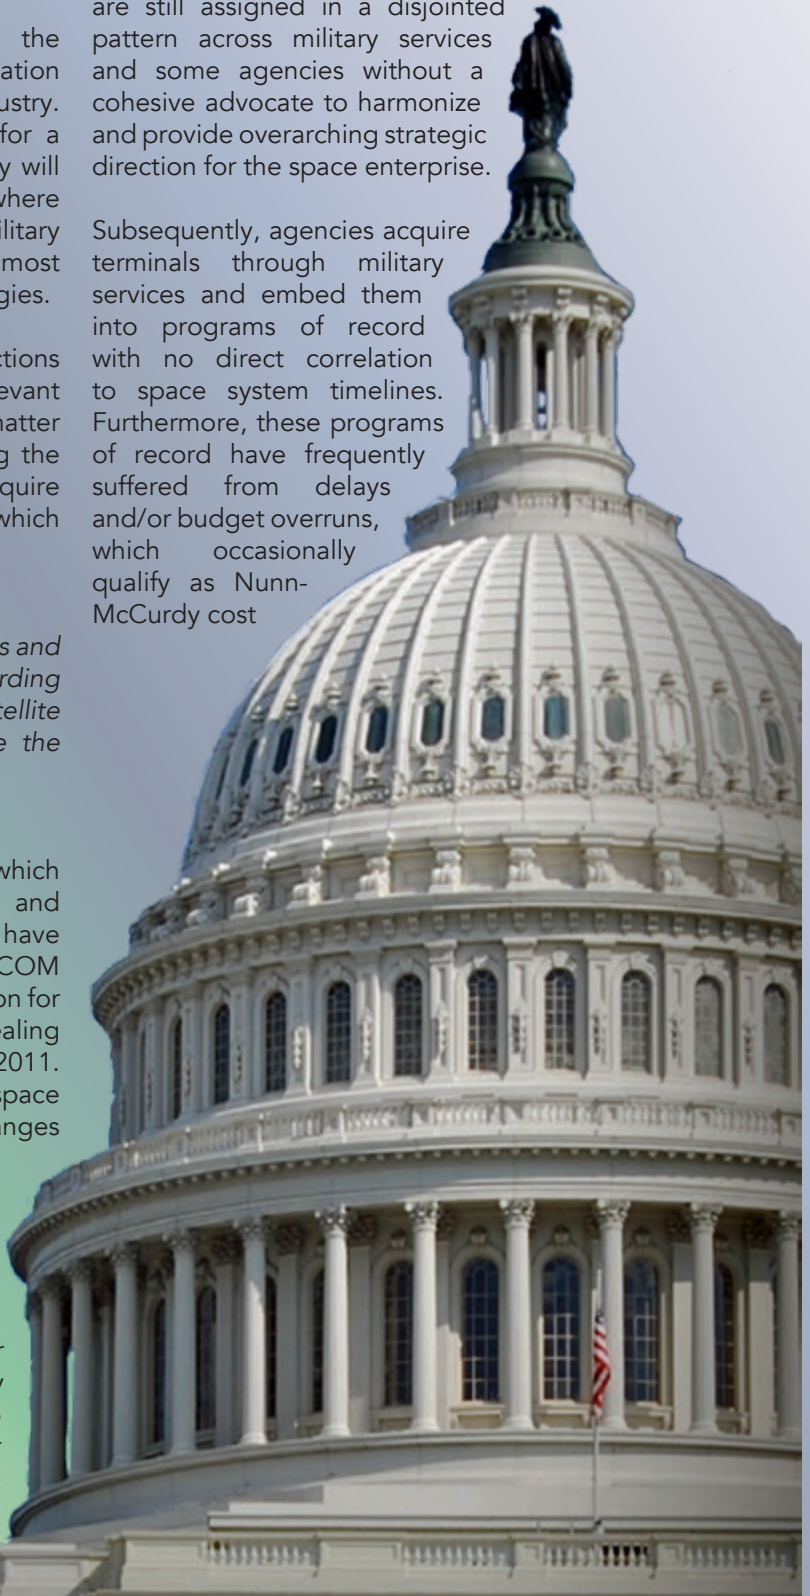 the
ation
ustry.
for a
y will
where
ilitary
most
gies.
ctions
evant
matter
g the
quire
which
s and
rding
tellite
e the
which
and
have
COM
on for
ealing
2011.
space
anges
are still assigned in a disjointed
pattern across military services
and some agencies without a
cohesive advocate to harmonize
and provide overarching strategic
direction for the space enterprise.
Subsequently, agencies acquire
terminals through military
services and embed them
into programs of record
with no direct correlation
to space system timelines.
Furthermore, these programs
of record have frequently
suffered from delays
and/or budget overruns,
which occasionally
qualify as Nunn-
McCurdy cost